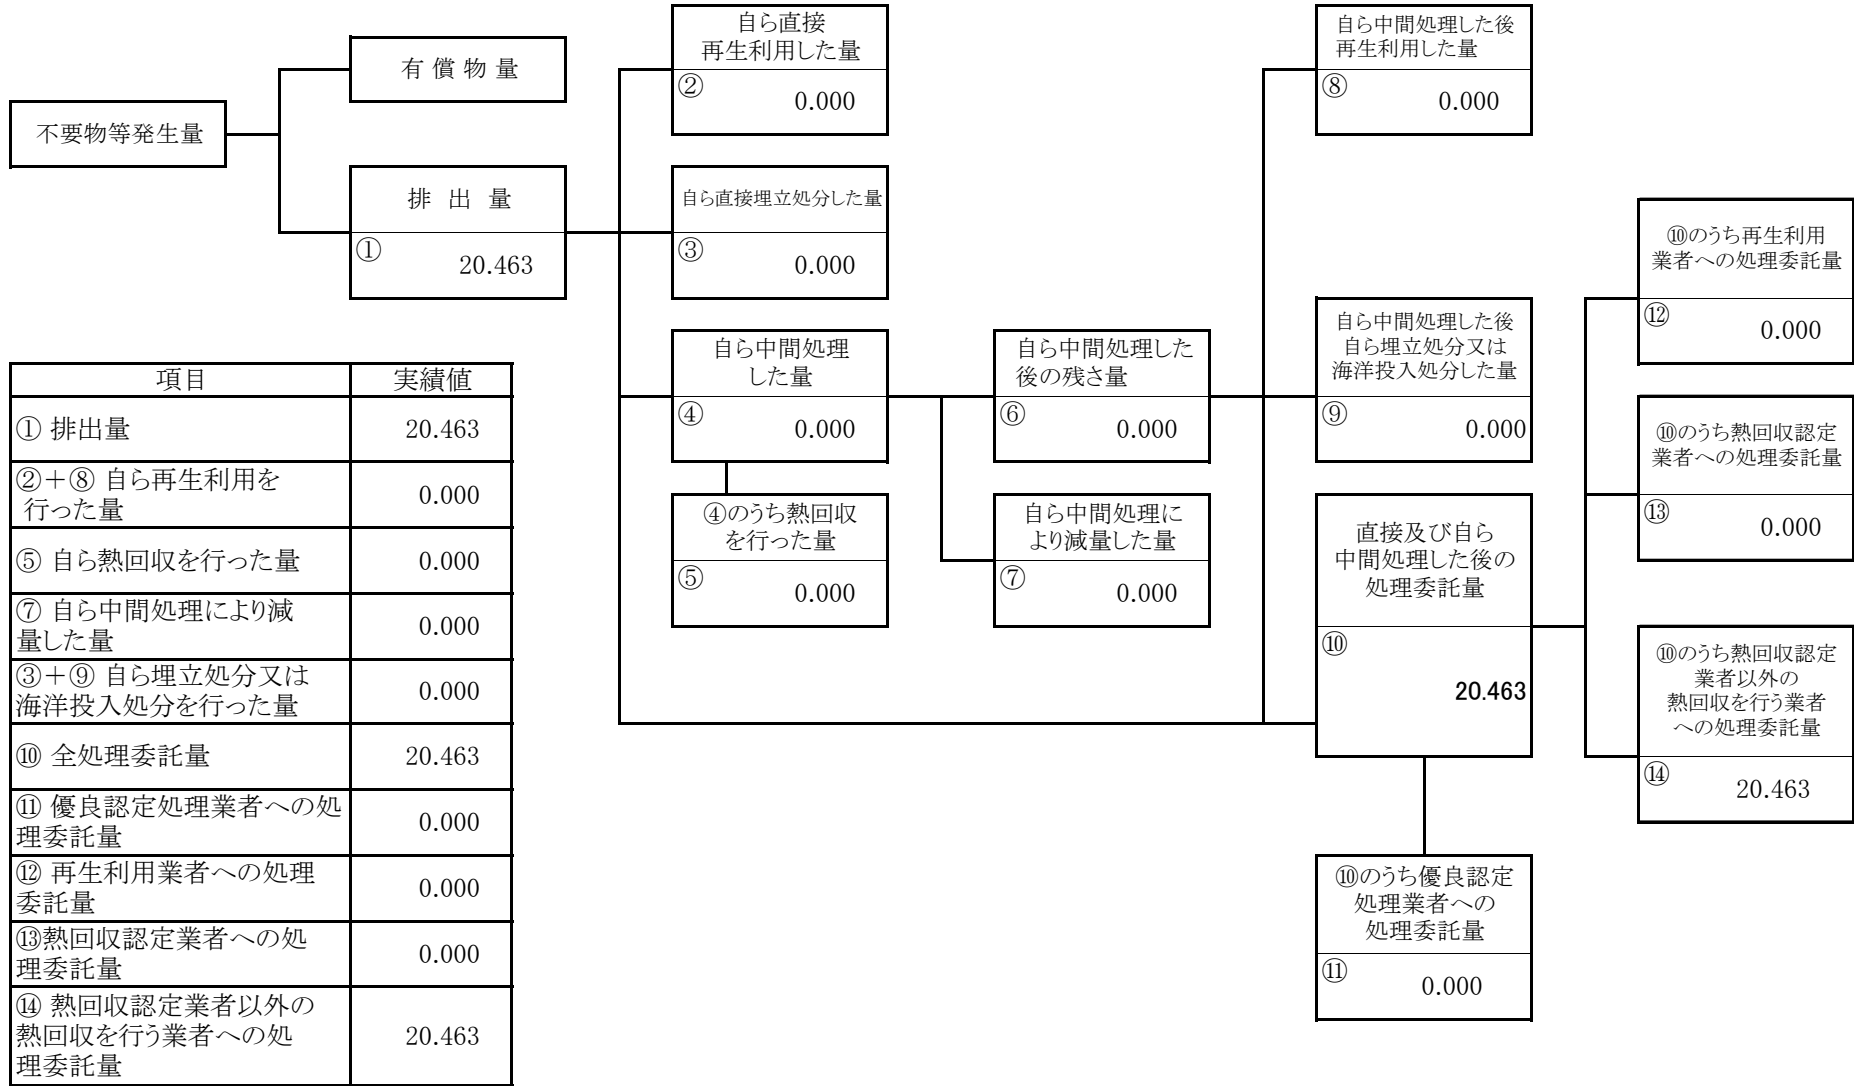 不要物等発生量
有 償 物 量
排 出 量
① 20.463
自ら直接
再生利用した量
② 0.000
自ら直接埋立処分した量
③ 0.000
自ら中間処理
した量
④ 0.000
④のうち熱回収
を行った量
⑤ 0.000
自ら中間処理した
後の残さ量
⑥ 0.000
自ら中間処理に
より減量した量
⑦ 0.000
自ら中間処理した後
再生利用した量
⑧ 0.000
自ら中間処理した後
自ら埋立処分又は
海洋投入処分した量
⑨ 0.000
直接及び自ら
中間処理した後の
処理委託量
⑩
20.463
⑩のうち優良認定
処理業者への
処理委託量
⑪ 0.000
⑩のうち再生利用
業者への処理委託量
⑫ 0.000
⑩のうち熱回収認定
業者への処理委託量
⑬ 0.000
⑩のうち熱回収認定
業者以外の
熱回収を行う業者
への処理委託量
⑭ 20.463
項目 実績値
① 排出量 20.463
②+⑧ 自ら再生利用を
行った量 0.000
⑤ 自ら熱回収を行った量 0.000
⑦ 自ら中間処理により減
量した量 0.000
③+⑨ 自ら埋立処分又は
海洋投入処分を行った量 0.000
⑩ 全処理委託量 20.463
⑪ 優良認定処理業者への処
理委託量 0.000
⑫ 再生利用業者への処理
委託量 0.000
⑬熱回収認定業者への処
理委託量 0.000
⑭ 熱回収認定業者以外の
熱回収を行う業者への処
理委託量 20.463